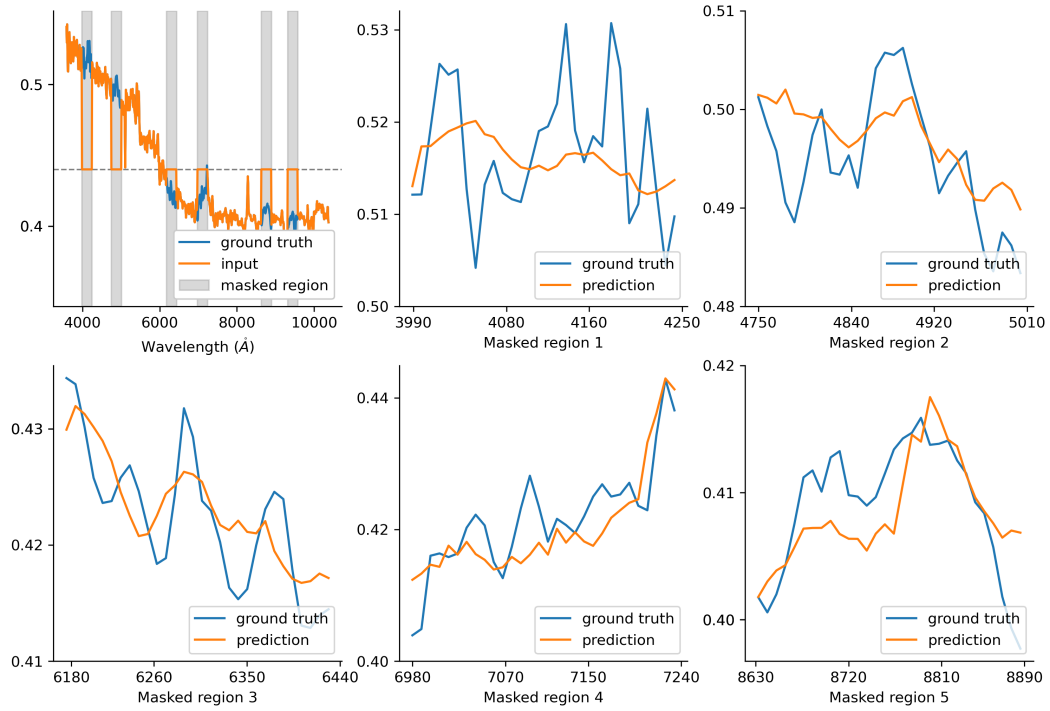 0.5
0.4
ground truth
input
masked region
4000 6000 8000 10000
Wavelength (Å)
0.53
0.52
0.51
0.50
ground truth
prediction
3990 4080 4160 4250
Masked region 1
0.51
0.50
0.49
0.48
ground truth
prediction
4750 4840 4920 5010
Masked region 2
0.43
0.42
0.41
ground truth
prediction
6180 6260 6350 6440
Masked region 3
0.44
0.42
0.40
ground truth
prediction
6980 7070 7150 7240
Masked region 4
0.42
0.41
0.40
ground truth
prediction
8630 8720 8810 8890
Masked region 5